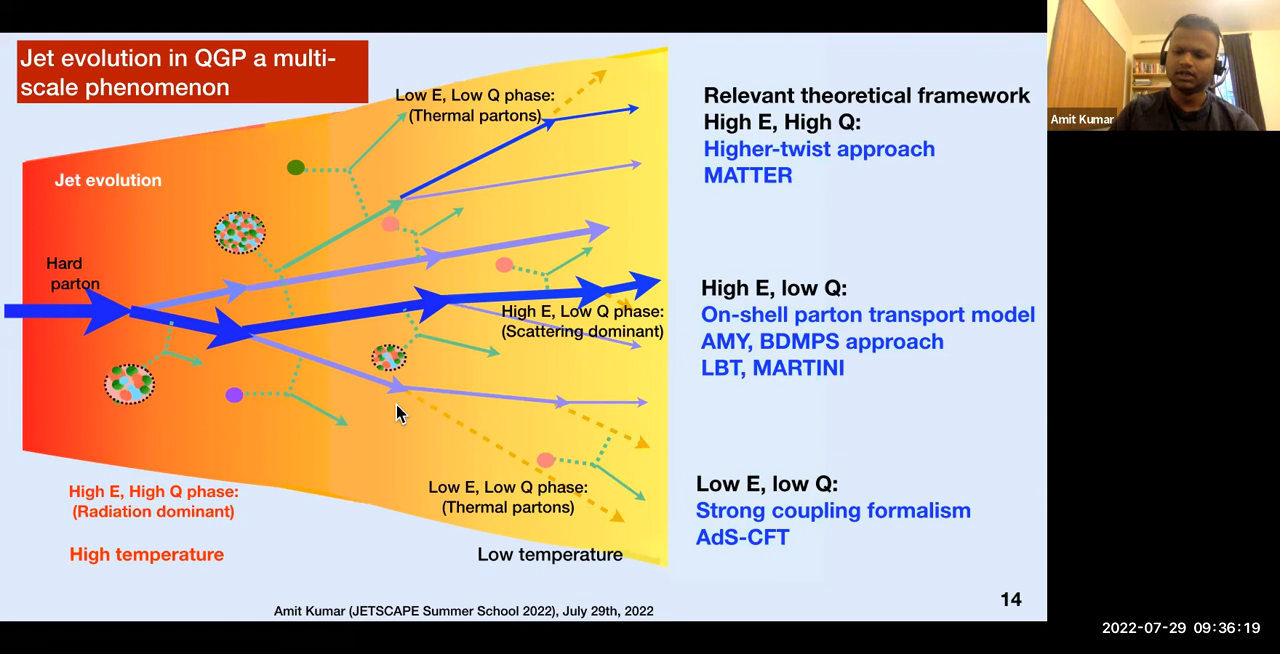 Jet evolution in QGP a multi-
scale phenomenon
Low E, Low Q phase:
(Thermal partons)
Jet evolution
Hard
parton
High E, Low Q phase:
(Scattering dominant)
High E, High Q phase:
(Radiation dominant)
Low E, Low Q phase:
(Thermal partons)
High temperature
Low temperature
Relevant theoretical framework
High E, High Q:
Higher-twist approach
MATTER
High E, low Q:
On-shell parton transport model
AMY, BDMPS approach
LBT, MARTINI
Low E, low Q:
Strong coupling formalism
AdS-CFT
Amit Kumar (JETSCAPE Summer School 2022), July 29th, 2022
14
Amit Kumar
2022-07-29 09:36:19